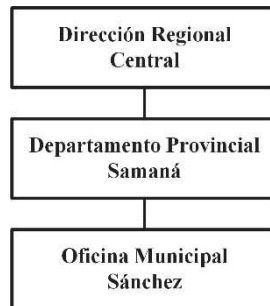 Dirección Regional
Central
Departamento Provincial
Samaná
Oficina Municipal
Sánchez